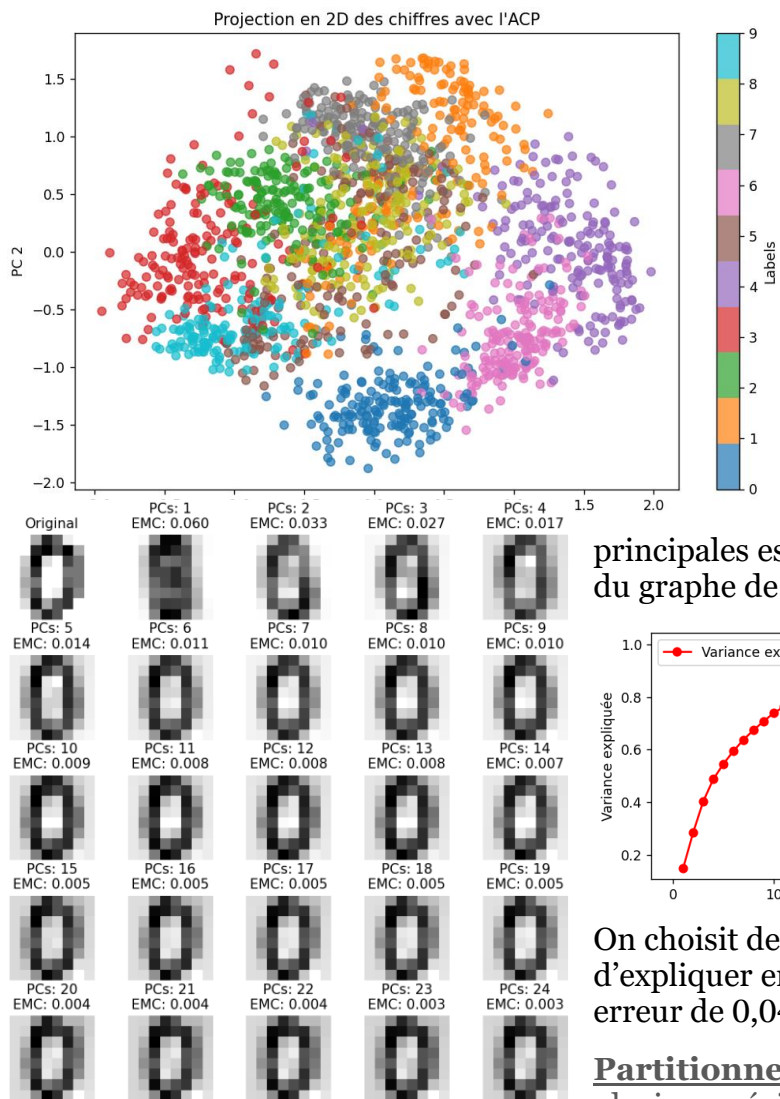 Projection en 2D des chiffres avec l'ACP
PC 2
1.5
1.0
0.5
0.0
−0.5
−1.0
−1.5
−2.0
1.5
2.0
9
8
7
6
5
4
3
2
1
0
Labels
Original
PCs: 1
EMC: 0.060
PCs: 2
EMC: 0.033
PCs: 3
EMC: 0.027
PCs: 4
EMC: 0.017
PCs: 5
EMC: 0.014
PCs: 6
EMC: 0.011
PCs: 7
EMC: 0.010
PCs: 8
EMC: 0.010
PCs: 9
EMC: 0.010
PCs: 10
EMC: 0.009
PCs: 11
EMC: 0.008
PCs: 12
EMC: 0.008
PCs: 13
EMC: 0.008
PCs: 14
EMC: 0.007
PCs: 15
EMC: 0.005
PCs: 16
EMC: 0.005
PCs: 17
EMC: 0.005
PCs: 18
EMC: 0.005
PCs: 19
EMC: 0.005
PCs: 20
EMC: 0.004
PCs: 21
EMC: 0.004
PCs: 22
EMC: 0.004
PCs: 23
EMC: 0.003
PCs: 24
EMC: 0.003
principales es
du graphe de
Variance ex
Variance expliquée
1.0
0.8
0.6
0.4
0.2
0
10
On choisit de
d'expliquer e
erreur de 0,04
Partitionne